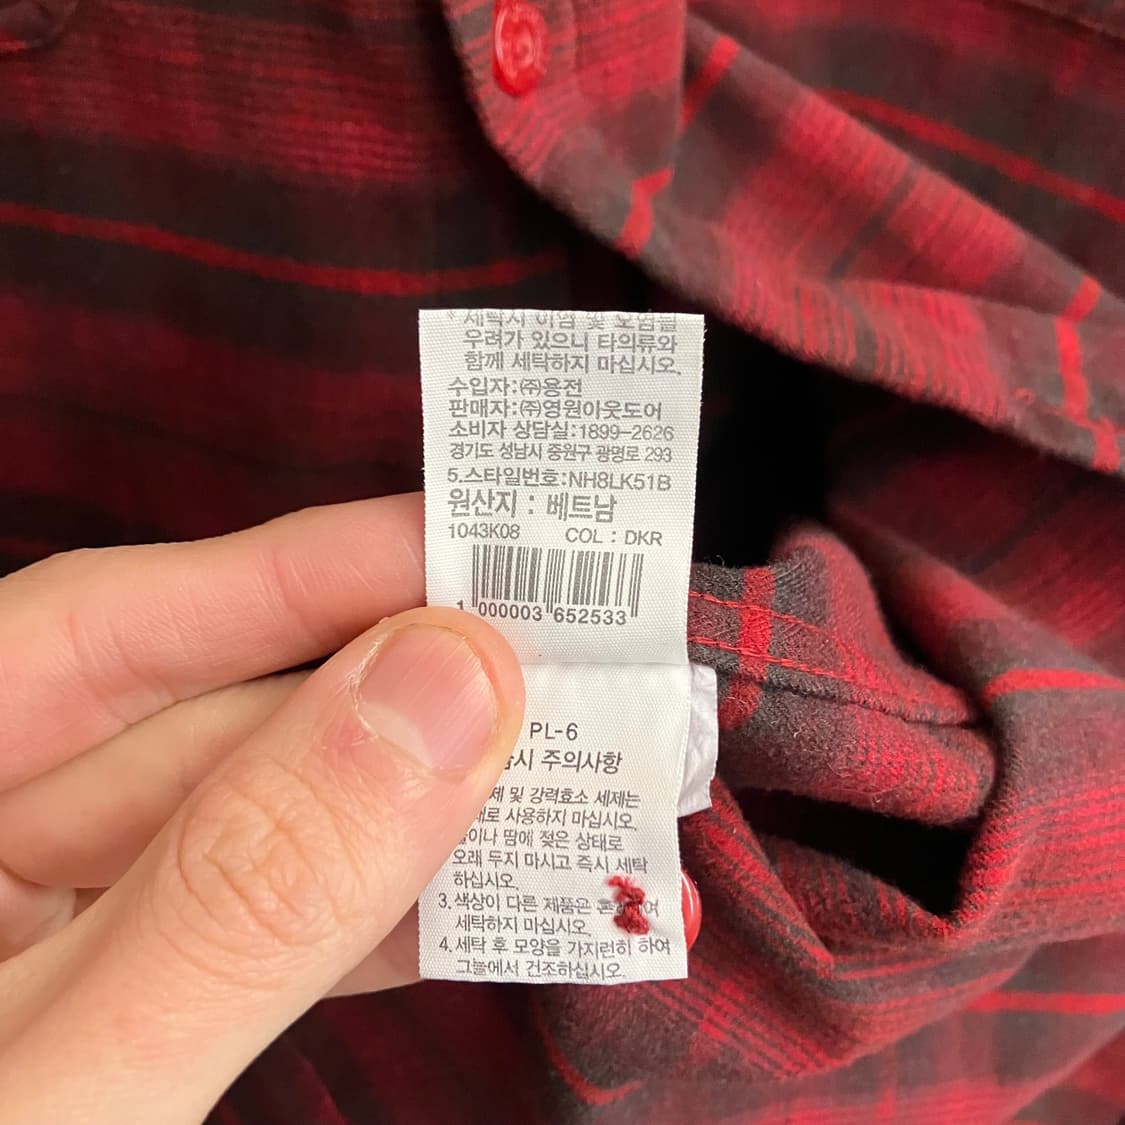 * 세탁시 이염 및 오염될
우려가 있으니 타의류와
함께 세탁하지 마십시오.
수입자:㈜용전
판매자:㈜영원아웃도어
소비자 상담실:1899-2626
경기도 성남시 중원구 광명로 293
5.스타일번호:NH8LK51B
원산지 : 베트남
1043K08 COL : DKR
1 000003 652533
PL-6
주의사항
및 강력효소 세제는
사용하지 마십시오.
땀에 젖은 상태로
오래 두지 마시고 즉시 세탁
하십시오.
3. 색상이 다른 제품은
세탁하지 마십시오.
4. 세탁 후 모양을 가지런히 하여
그늘에서 건조하십시오.